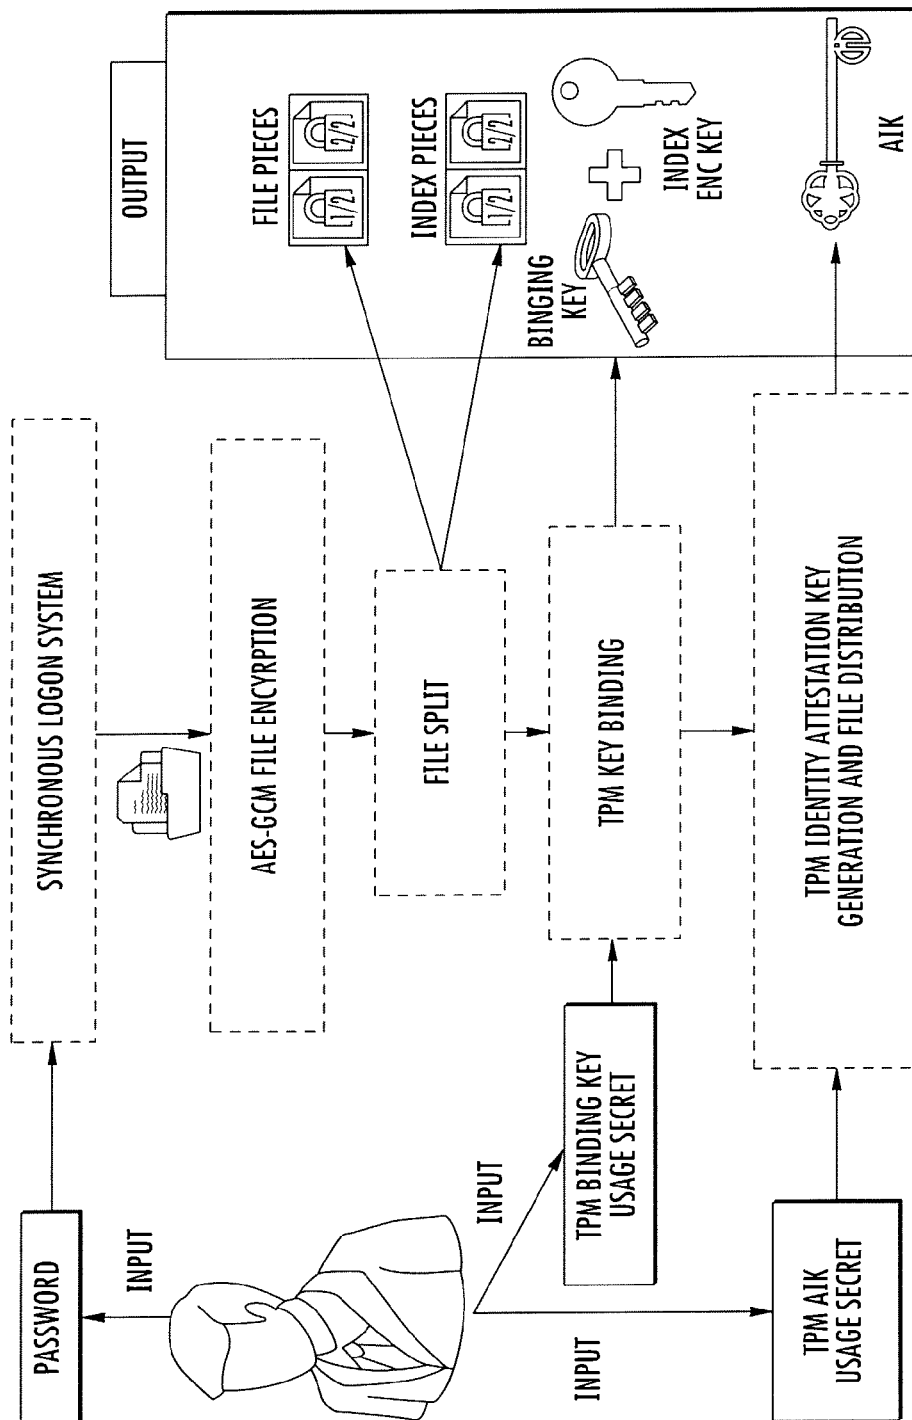 PASSWORD
INPUT
INPUT
INPUT
TPM BINDING KEY
USAGE SECRET
TPM AIK
USAGE SECRET
SYNCHRONOUS LOGON SYSTEM
AES-GCM FILE ENCYRPTION
FILE SPLIT
TPM KEY BINDING
TPM IDENTITY ATTESTATION KEY
GENERATION AND FILE DISTRIBUTION
OUTPUT
FILE PIECES
1/2
2/2
INDEX PIECES
1/2
2/2
BINGING
KEY
INDEX
ENC KEY
AIK